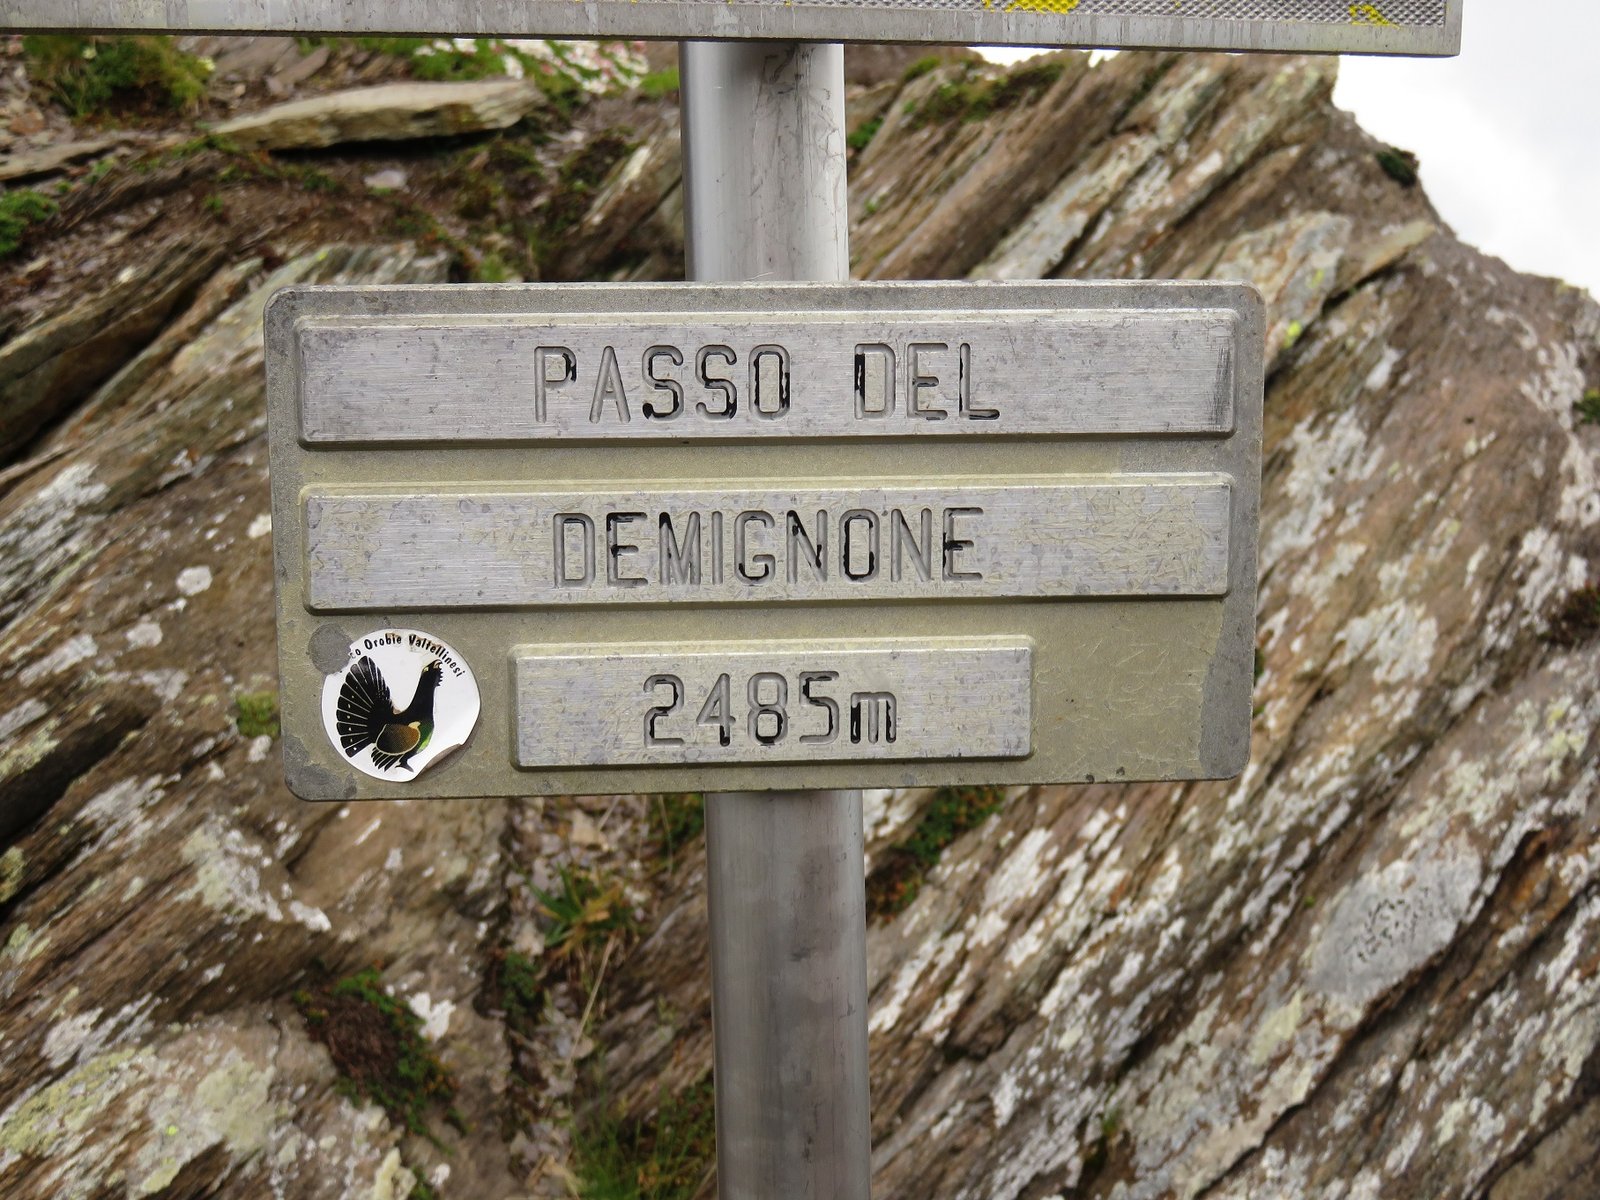 PASSO DEL
DEMIGNONE
2485m
Orobie Valtellinesi